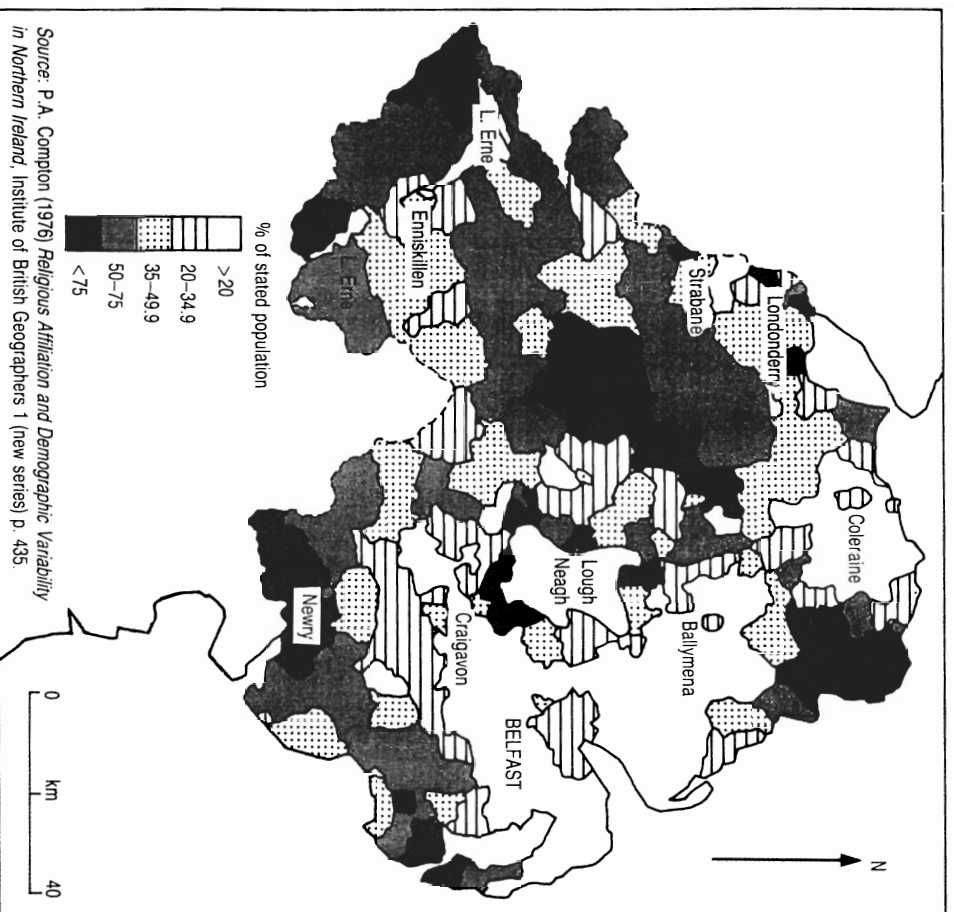 N
Coleraine
Londonderry
Strabane
Ballymena
Lough
Neagh
BELFAST
L. Erne
Craigavon
Enniskillen
L. Erne
Newry
% of stated population
>20
20–34.9
35–49.9
50–75
<75
0 km 40
Source: P.A. Compton (1976) Religious Affiliation and Demographic Variability
in Northern Ireland, Institute of British Geographers 1 (new series) p. 435.